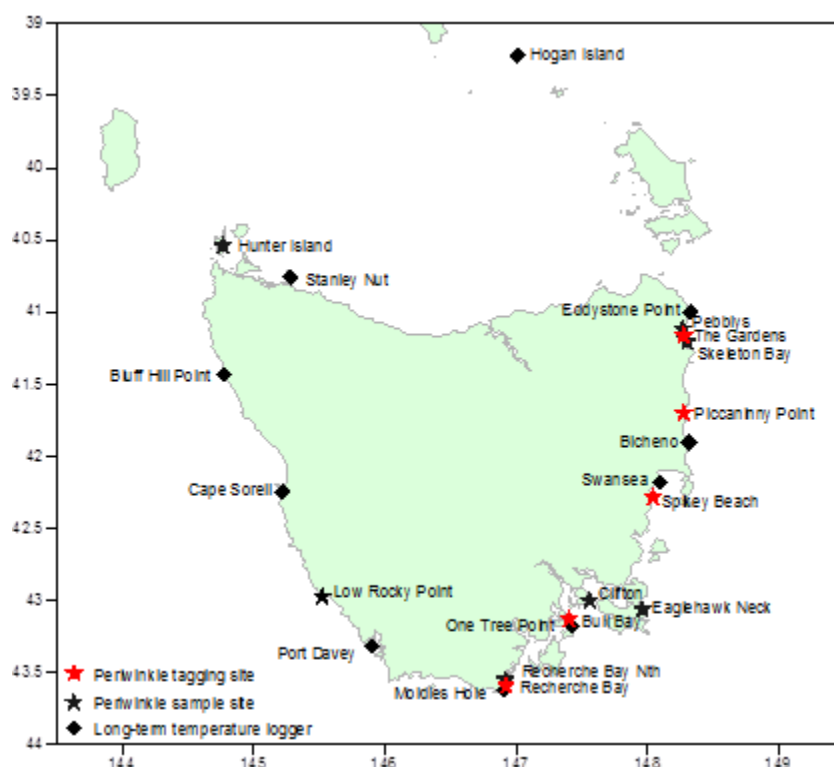 39
Hogan Island
39.5
40
40.5
Hunter Island
Stanley Nut
41
Eddystone Point
Pebblys
The Gardens
Skeleton Bay
Bluff Hill Point
41.5
Piccaninny Point
Bicheno
42
Swansea
Cape Sorell
Spikey Beach
42.5
Low Rocky Point
Clifton
43
Eaglehawk Neck
One Tree Point
Bull Bay
Port Davey
43.5
Recherche Bay Nth
Periwinkle tagging site
Moldies Hole
Recherche Bay
Periwinkle sample site
Long-term temperature logger
44
144 145 146 147 148 149